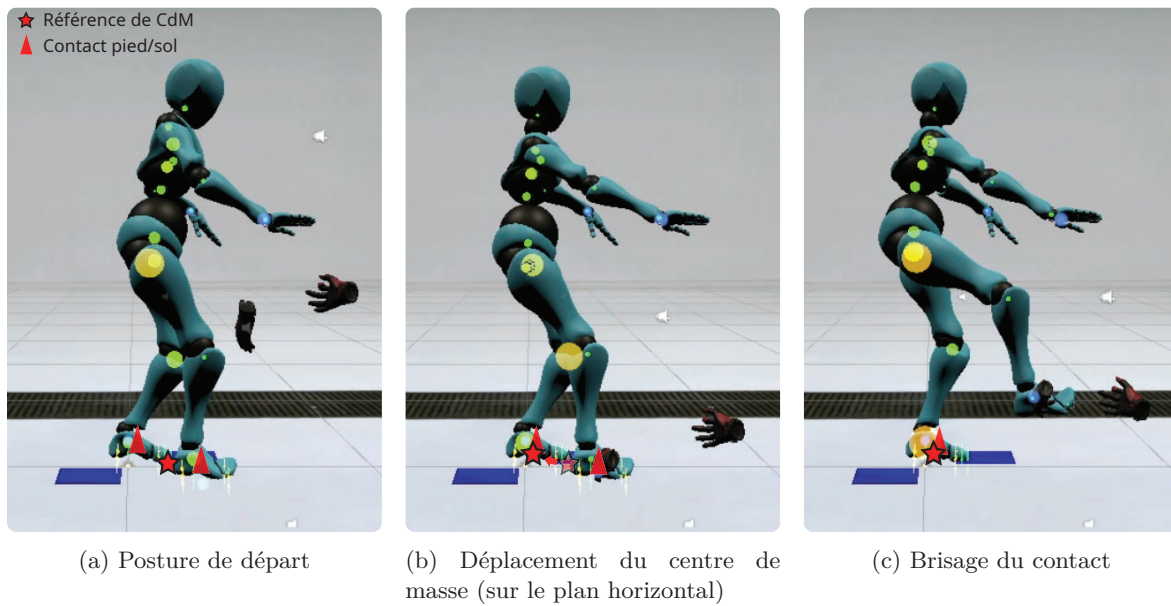 Référence de CdM
Contact pied/sol
(a) Posture de départ
(b) Déplacement du centre de
masse (sur le plan horizontal)
(c) Brisage du contact